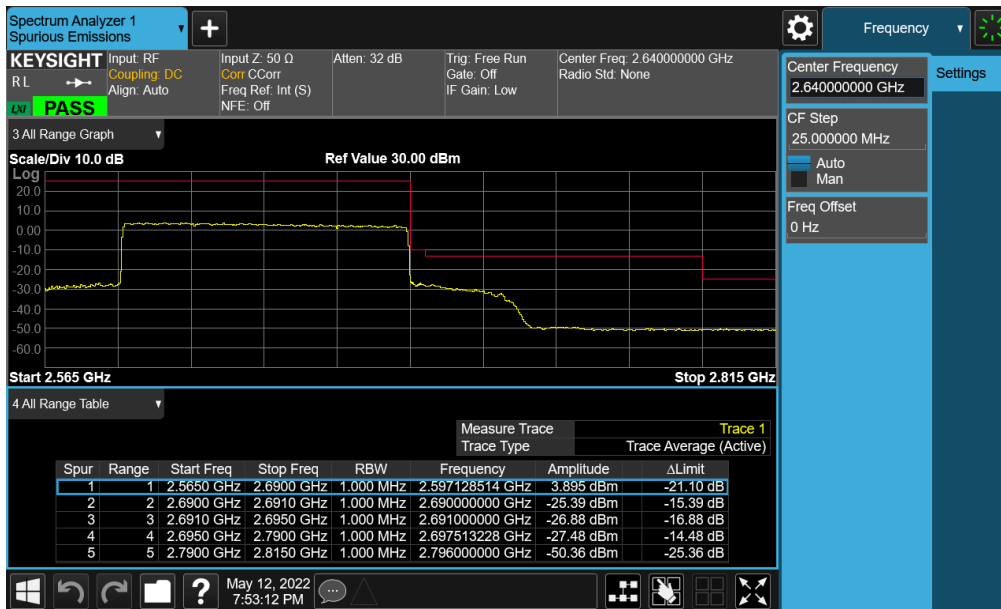 Spectrum Analyzer 1
Spurious Emissions
Frequency
KEYSIGHT
Input: RF
Coupling: DC
Align: Auto
Input Z: 50 Ω
Corr CCorr
Freq Ref: Int (S)
NFE: Off
Atten: 32 dB
Trig: Free Run
Gate: Off
IF Gain: Low
Center Freq: 2.640000000 GHz
Radio Std: None
R L
LXI
PASS
Center Frequency
2.640000000 GHz
Settings
CF Step
25.000000 MHz
Auto
Man
Freq Offset
0 Hz
3 All Range Graph
Scale/Div 10.0 dB
Ref Value 30.00 dBm
Log
20.0
10.0
0.00
-10.0
-20.0
-30.0
-40.0
-50.0
-60.0
Start 2.565 GHz
Stop 2.815 GHz
4 All Range Table
Measure Trace Trace 1
Trace Type Trace Average (Active)
Spur Range Start Freq Stop Freq RBW Frequency Amplitude ΔLimit
1 1 2.5650 GHz 2.6900 GHz 1.000 MHz 2.597128514 GHz 3.895 dBm -21.10 dB
2 2 2.6900 GHz 2.6910 GHz 1.000 MHz 2.690000000 GHz -25.39 dBm -15.39 dB
3 3 2.6910 GHz 2.6950 GHz 1.000 MHz 2.691000000 GHz -26.88 dBm -16.88 dB
4 4 2.6950 GHz 2.7900 GHz 1.000 MHz 2.697513228 GHz -27.48 dBm -14.48 dB
5 5 2.7900 GHz 2.8150 GHz 1.000 MHz 2.796000000 GHz -50.36 dBm -25.36 dB
?
May 12, 2022
7:53:12 PM